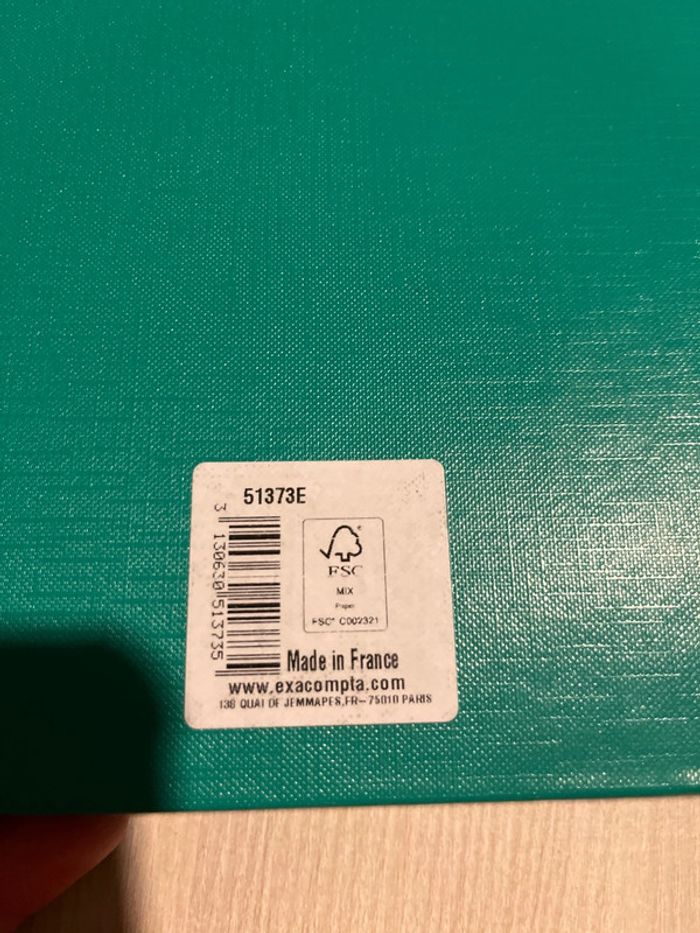 51373E
3 130630 513735
FSC
MIX
Paper
FSC® C002321
Made in France
www.exacompta.com
138 QUAI DE JEMMAPES,FR-75010 PARIS